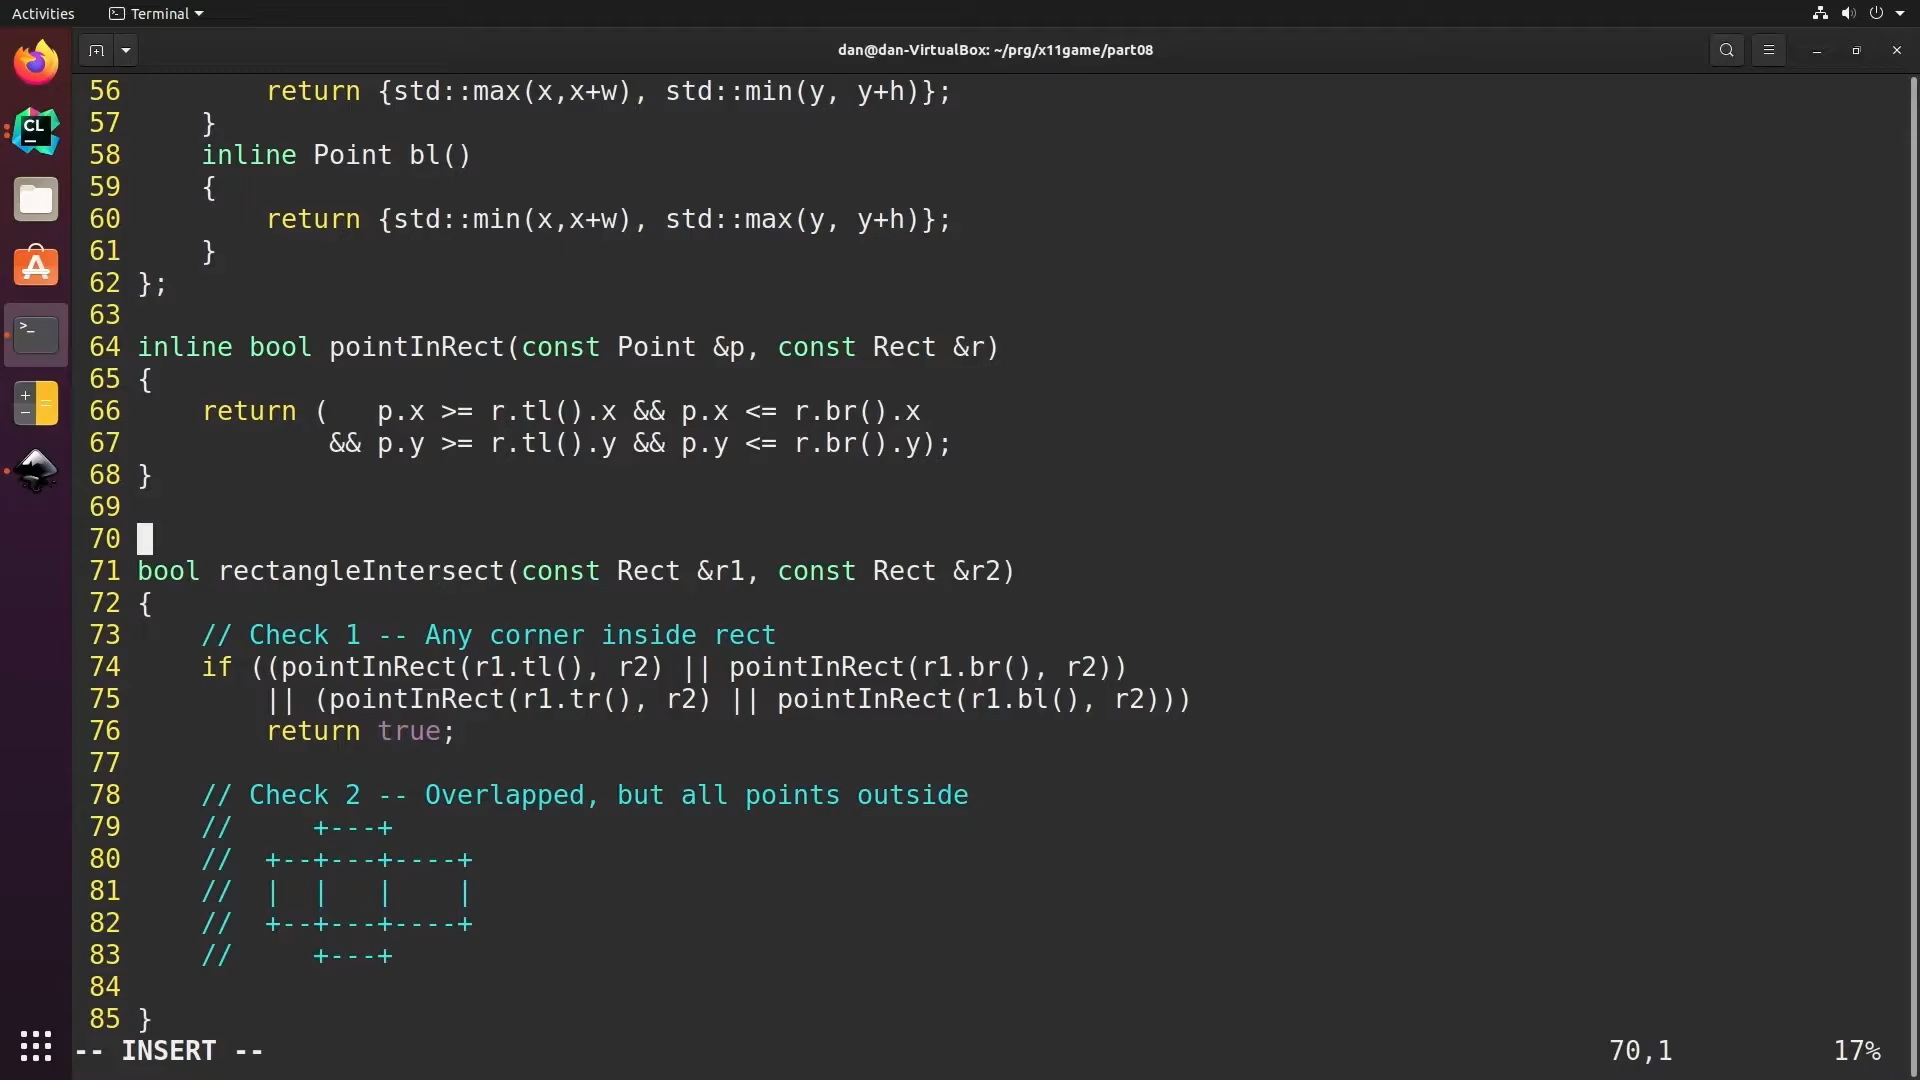 Activities
Terminal
dan@dan-VirtualBox: ~/prg/x11game/part08
CL
56         return {std::max(x,x+w), std::min(y, y+h)};
57     }
58     inline Point bl()
59     {
60         return {std::min(x,x+w), std::max(y, y+h)};
61     }
62 };
63
64 inline bool pointInRect(const Point &p, const Rect &r)
65 {
66     return (   p.x >= r.tl().x && p.x <= r.br().x
67             && p.y >= r.tl().y && p.y <= r.br().y);
68 }
69
70
71 bool rectangleIntersect(const Rect &r1, const Rect &r2)
72 {
73     // Check 1 -- Any corner inside rect
74     if ((pointInRect(r1.tl(), r2) || pointInRect(r1.br(), r2))
75         || (pointInRect(r1.tr(), r2) || pointInRect(r1.bl(), r2)))
76         return true;
77
78     // Check 2 -- Overlapped, but all points outside
79     //     +---+
80     //  +--+---+----+
81     //  |  |   |    |
82     //  +--+---+----+
83     //     +---+
84
85 }
-- INSERT --
70,1
17%